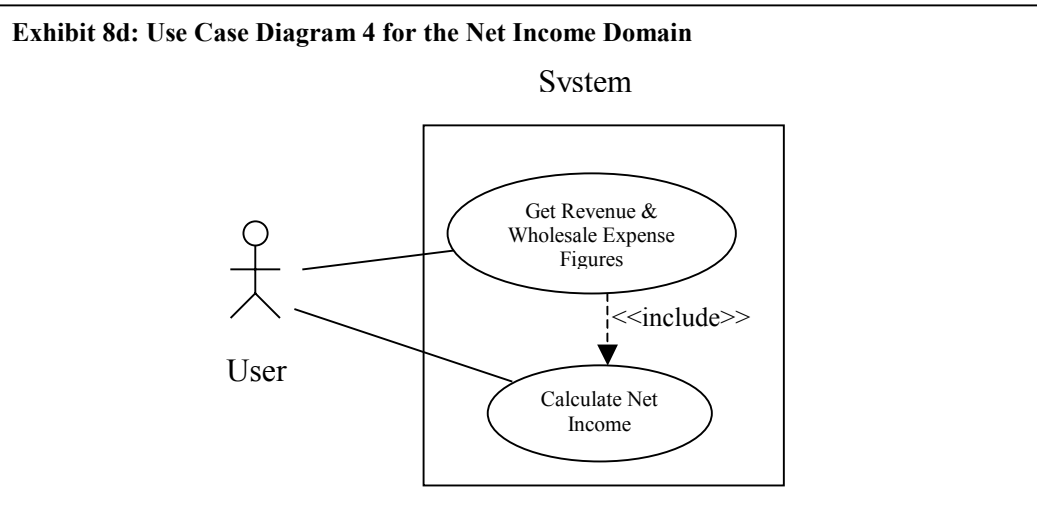 Exhibit 8d: Use Case Diagram 4 for the Net Income Domain
System
Get Revenue &
Wholesale Expense
Figures
<<include>>
User
Calculate Net
Income